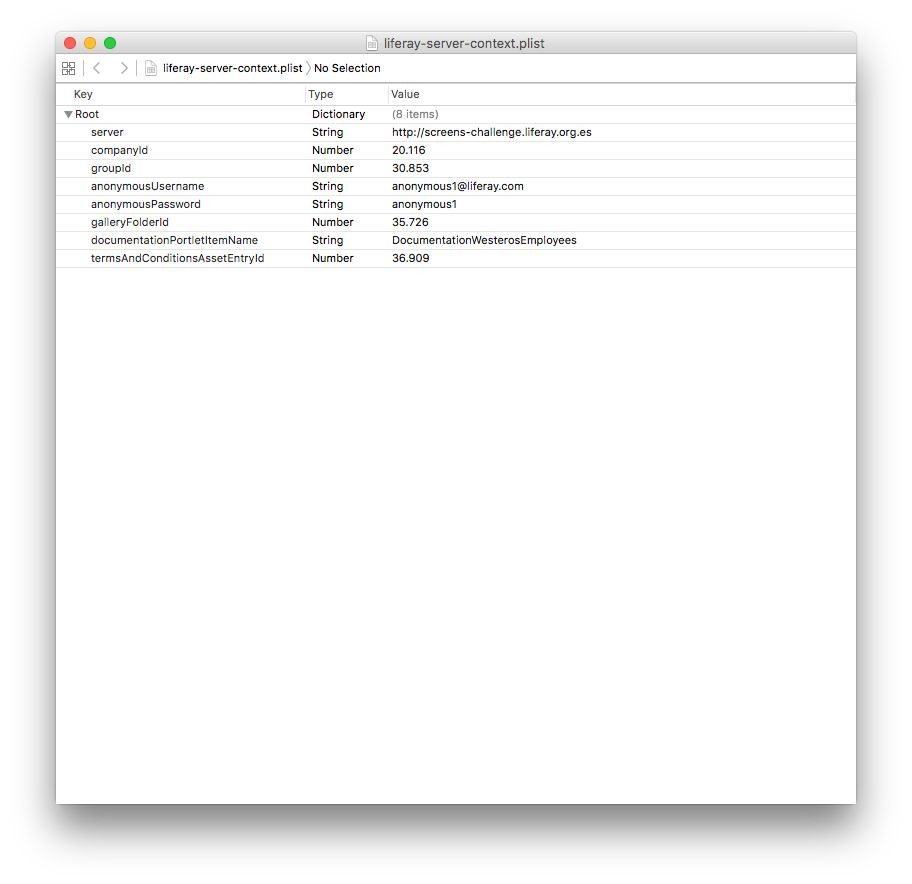 liferay-server-context.plist
liferay-server-context.plist No Selection
Key Type Value
Root Dictionary (8 items)
server String http://screens-challenge.liferay.org.es
companyId Number 20.116
groupId Number 30.853
anonymousUsername String anonymous1@liferay.com
anonymousPassword String anonymous1
galleryFolderId Number 35.726
documentationPortletItemName String DocumentationWesterosEmployees
termsAndConditionsAssetEntryId Number 36.909